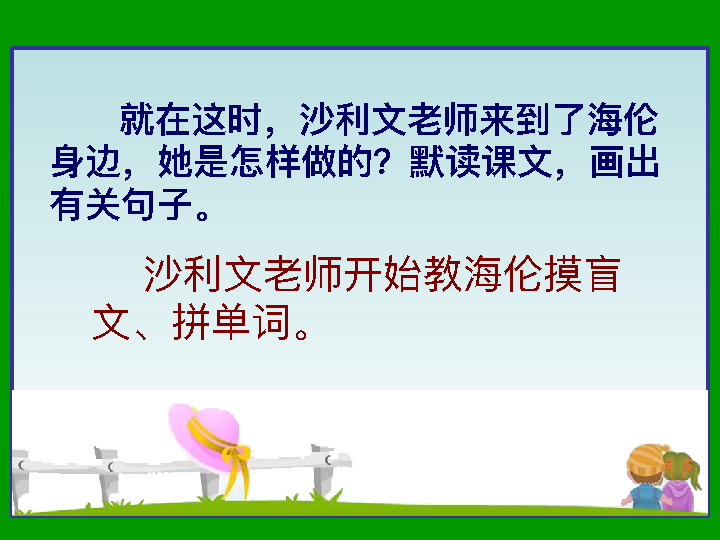 就在这时，沙利文老师来到了海伦
身边，她是怎样做的？默读课文，画出
有关句子。
沙利文老师开始教海伦摸盲
文、拼单词。